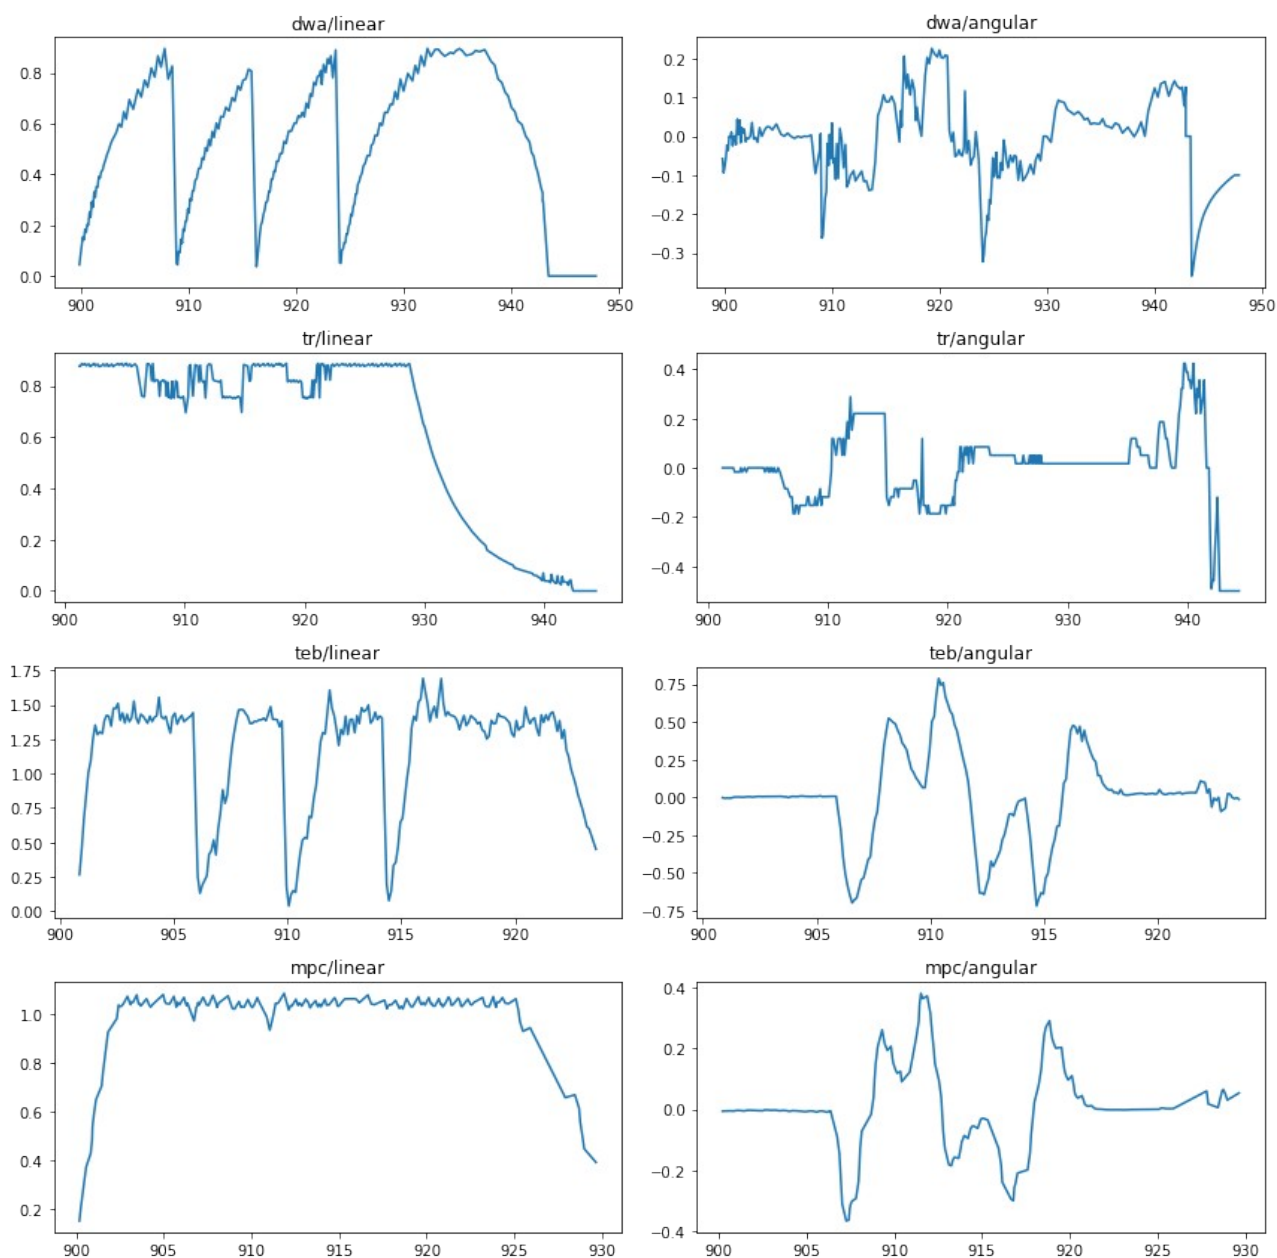 dwa/linear
0.8
0.6
0.4
0.2
0.0
900 910 920 930 940 950
dwa/angular
0.2
0.1
0.0
−0.1
−0.2
−0.3
900 910 920 930 940 950
tr/linear
0.8
0.6
0.4
0.2
0.0
900 910 920 930 940
tr/angular
0.4
0.2
0.0
−0.2
−0.4
900 910 920 930 940
teb/linear
1.75
1.50
1.25
1.00
0.75
0.50
0.25
0.00
900 905 910 915 920
teb/angular
0.75
0.50
0.25
0.00
−0.25
−0.50
−0.75
900 905 910 915 920
mpc/linear
1.0
0.8
0.6
0.4
0.2
900 905 910 915 920 925 930
mpc/angular
0.4
0.2
0.0
−0.2
−0.4
900 905 910 915 920 925 930